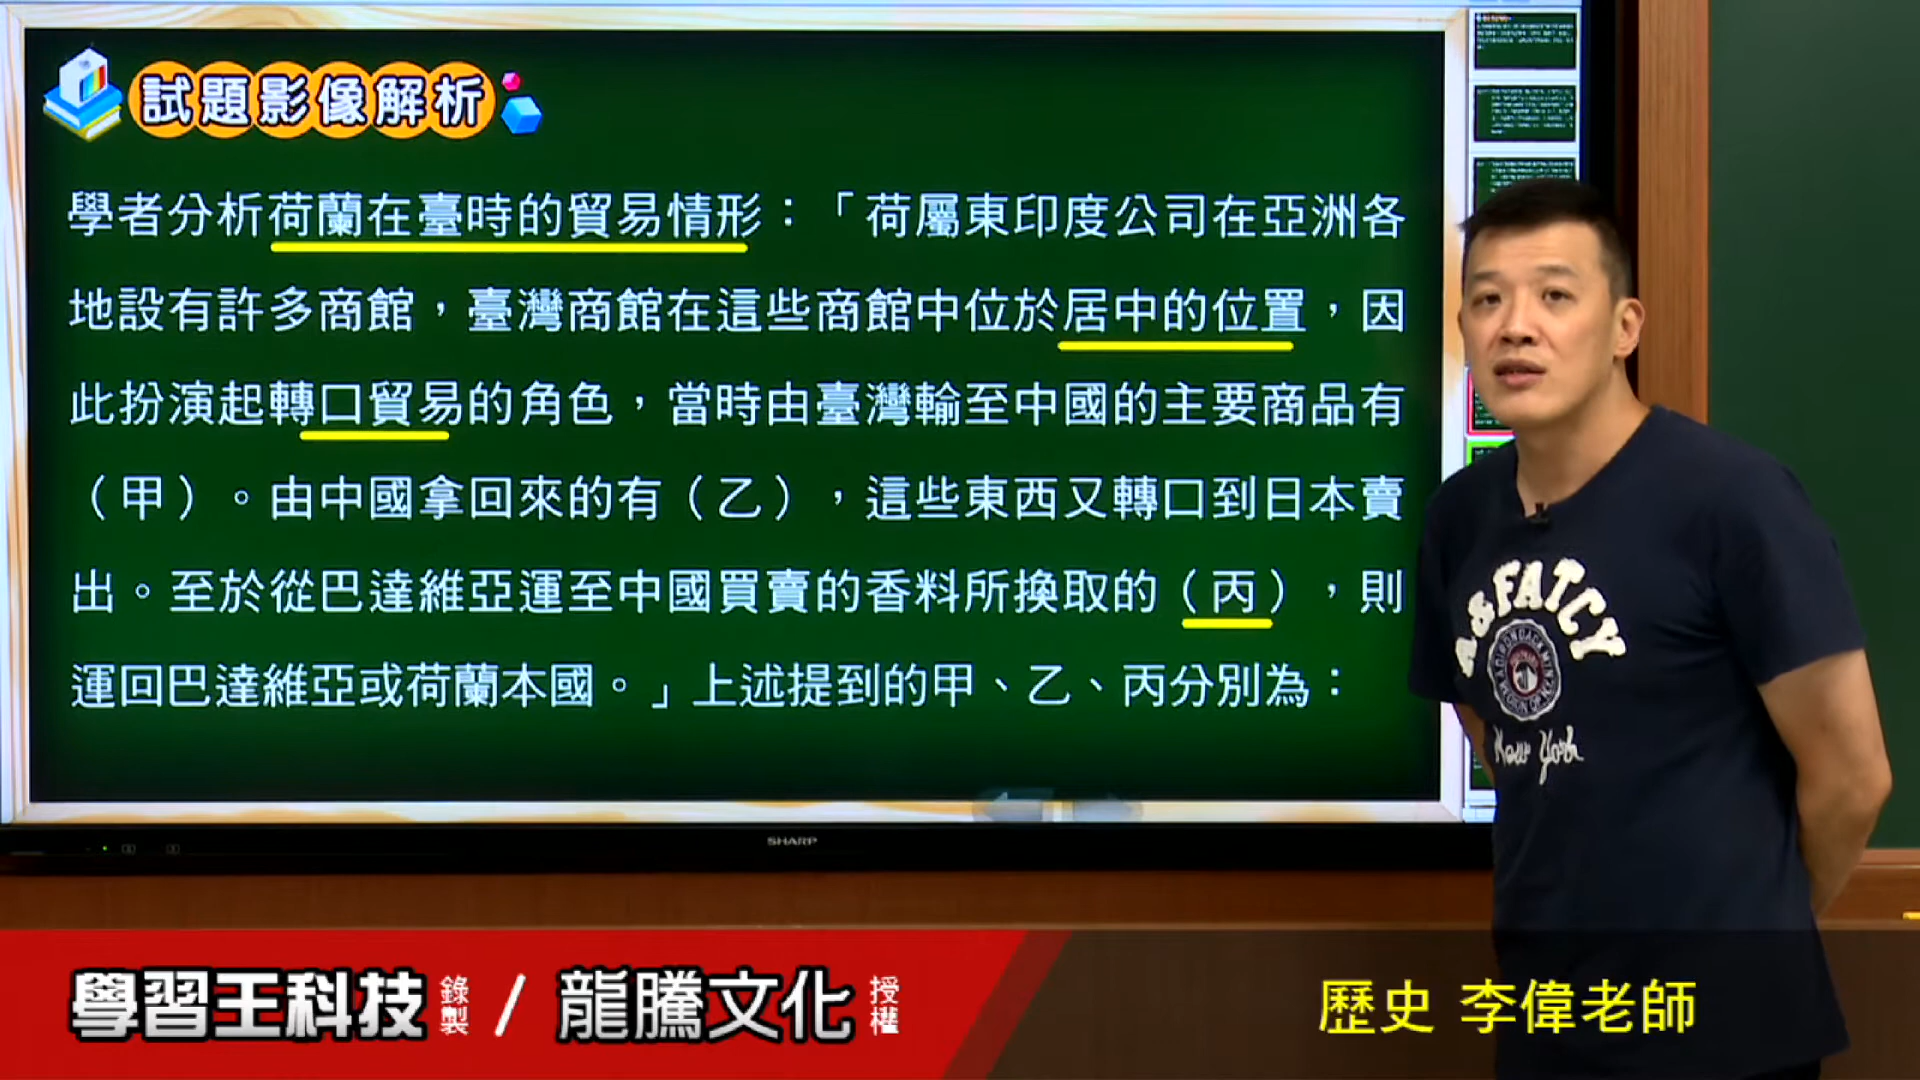 試題影像解析
學者分析荷蘭在臺時的貿易情形：「荷屬東印度公司在亞洲各
地設有許多商館，臺灣商館在這些商館中位於居中的位置，因
此扮演起轉口貿易的角色，當時由臺灣輸至中國的主要商品有
（甲）。由中國拿回來的有（乙），這些東西又轉口到日本賣
出。至於從巴達維亞運至中國買賣的香料所換取的（丙），則
運回巴達維亞或荷蘭本國。」上述提到的甲、乙、丙分別為：
SHARP
A&FATCY
New York
學習王科技 錄製 / 龍騰文化 授權
歷史 李偉老師